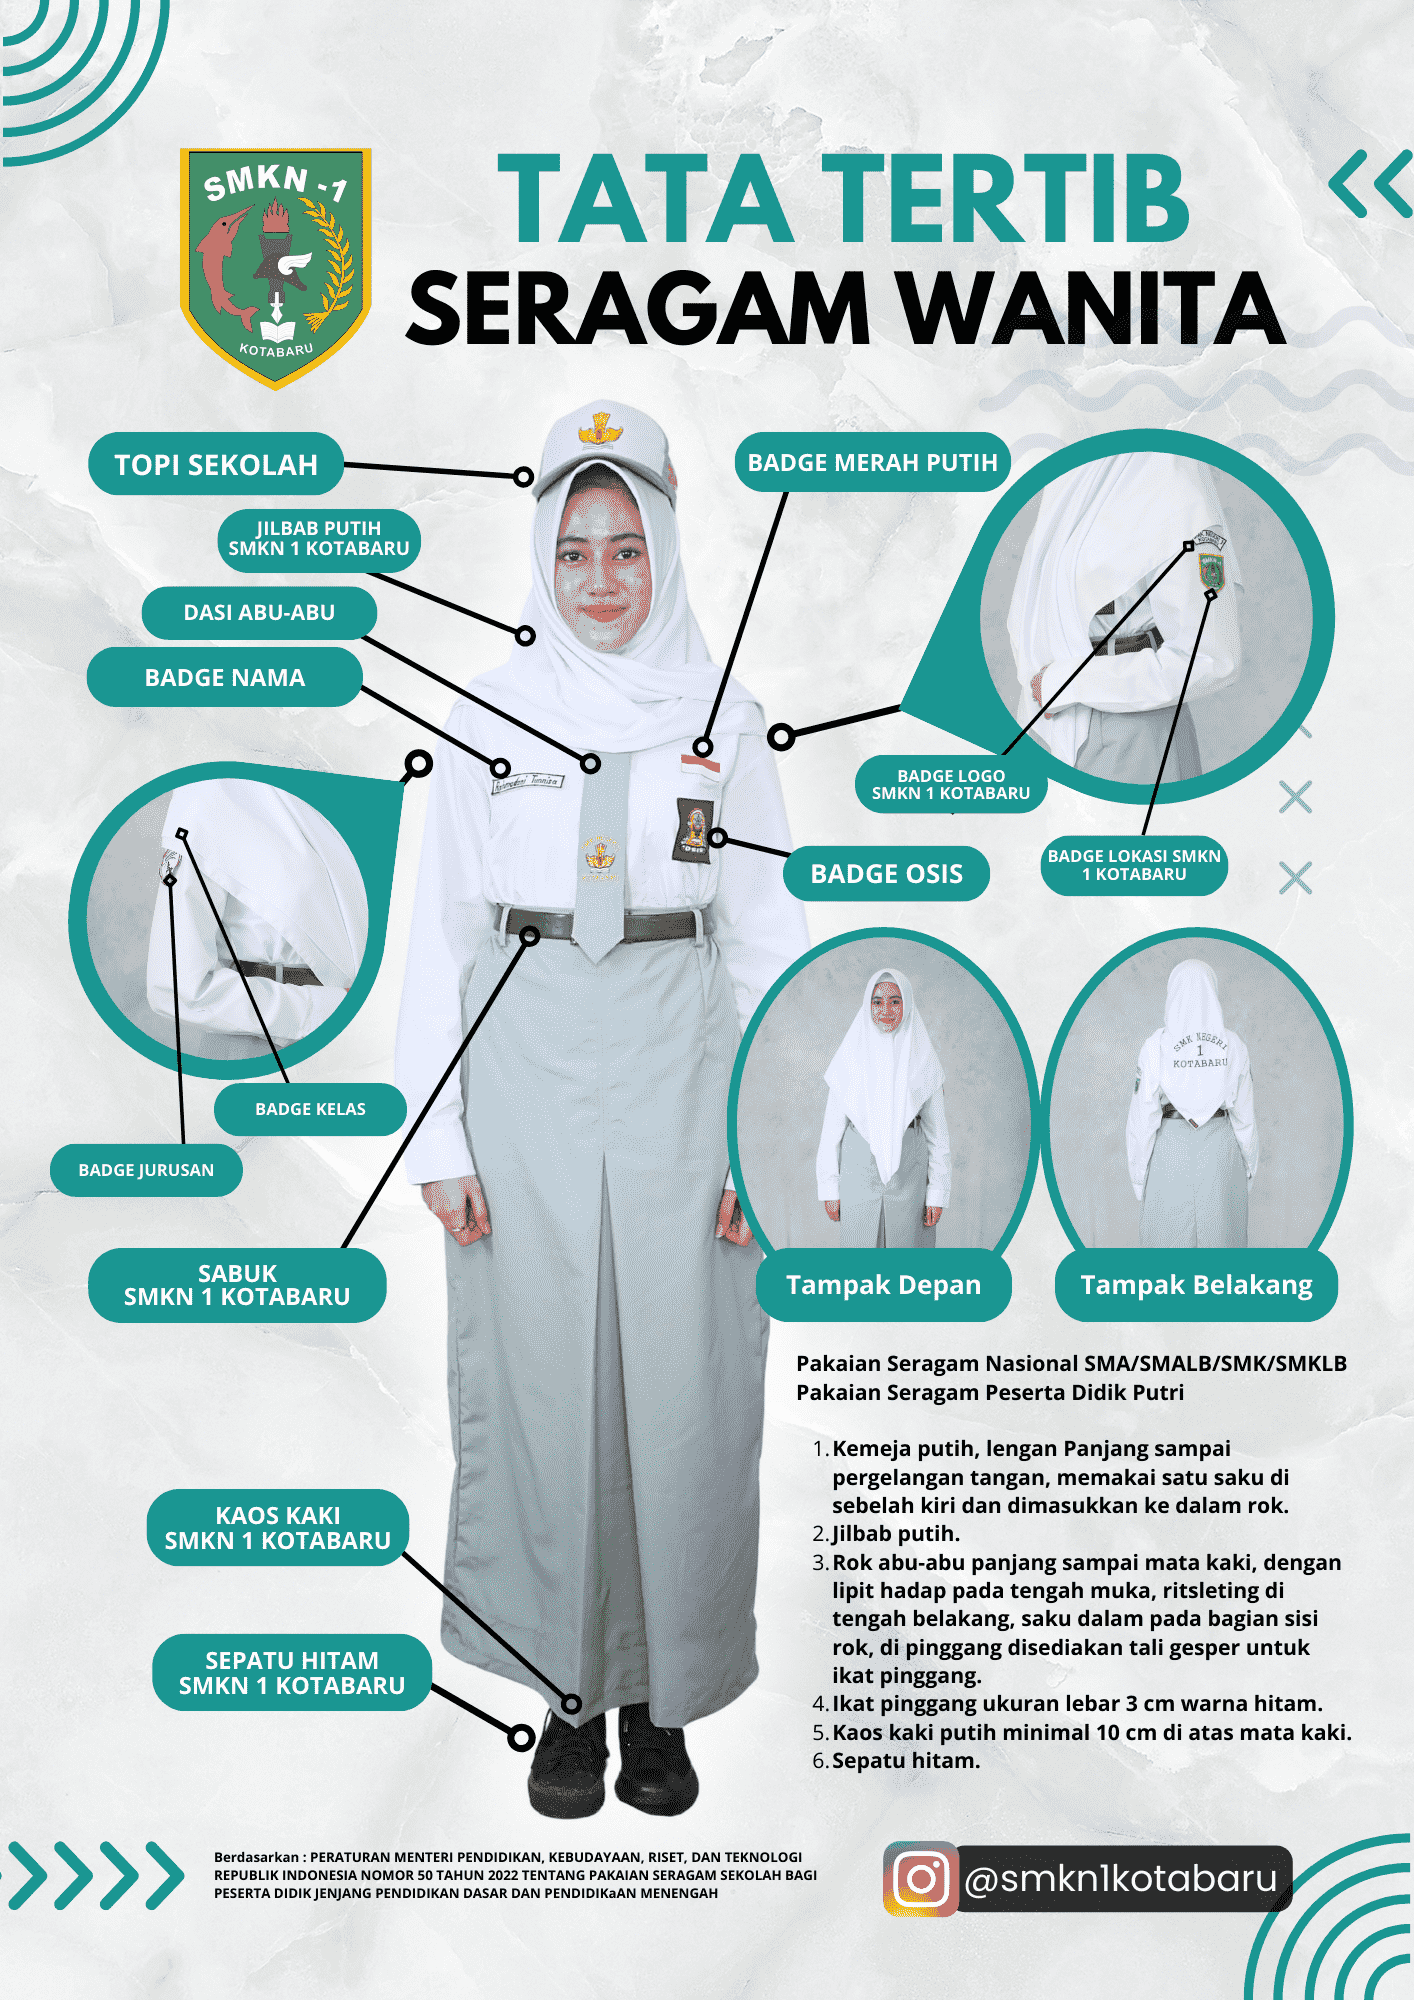 SMKN -1
KOTABARU
TATA TERTIB
SERAGAM WANITA
TOPI SEKOLAH
JILBAB PUTIH
SMKN 1 KOTABARU
DASI ABU-ABU
BADGE NAMA
BADGE MERAH PUTIH
BADGE LOGO
SMKN 1 KOTABARU
BADGE LOKASI SMKN
1 KOTABARU
BADGE OSIS
OSIS
BADGE KELAS
BADGE JURUSAN
SABUK
SMKN 1 KOTABARU
SMK NEGERI
1
KOTABARU
Tampak Depan
Tampak Belakang
Pakaian Seragam Nasional SMA/SMALB/SMK/SMKLB
Pakaian Seragam Peserta Didik Putri
1. Kemeja putih, lengan Panjang sampai
pergelangan tangan, memakai satu saku di
sebelah kiri dan dimasukkan ke dalam rok.
2. Jilbab putih.
3. Rok abu-abu panjang sampai mata kaki, dengan
lipit hadap pada tengah muka, ritsleting di
tengah belakang, saku dalam pada bagian sisi
rok, di pinggang disediakan tali gesper untuk
ikat pinggang.
4. Ikat pinggang ukuran lebar 3 cm warna hitam.
5. Kaos kaki putih minimal 10 cm di atas mata kaki.
6. Sepatu hitam.
KAOS KAKI
SMKN 1 KOTABARU
SEPATU HITAM
SMKN 1 KOTABARU
Berdasarkan : PERATURAN MENTERI PENDIDIKAN, KEBUDAYAAN, RISET, DAN TEKNOLOGI
REPUBLIK INDONESIA NOMOR 50 TAHUN 2022 TENTANG PAKAIAN SERAGAM SEKOLAH BAGI
PESERTA DIDIK JENJANG PENDIDIKAN DASAR DAN PENDIDIKaAN MENENGAH
@smkn1kotabaru